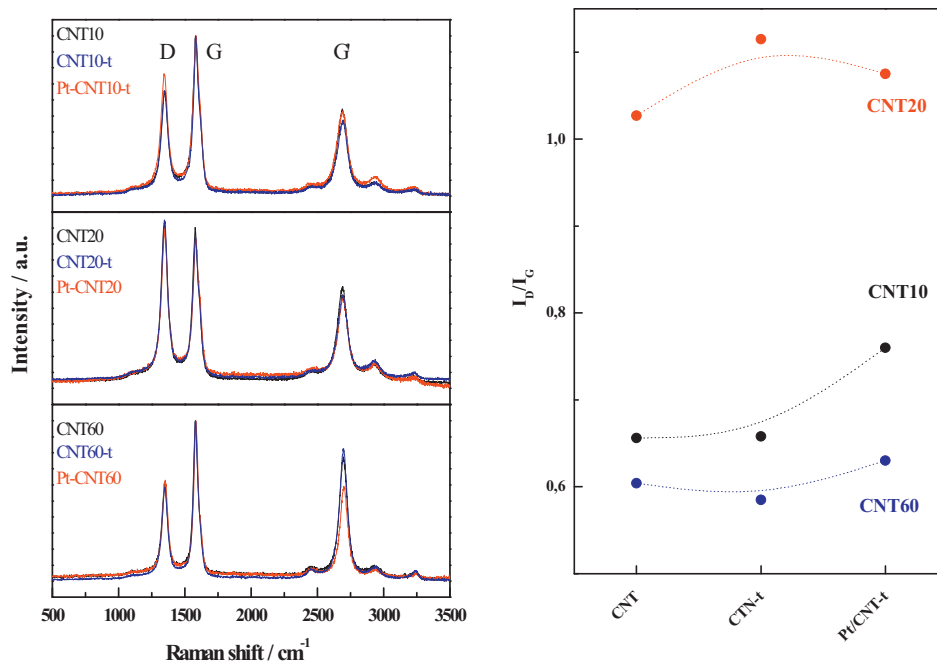 CNT10
CNT10-t
Pt-CNT10-t
D
G
G'
CNT20
CNT20-t
Pt-CNT20
CNT60
CNT60-t
Pt-CNT60
Intensity / a.u.
500 1000 1500 2000 2500 3000 3500
Raman shift / cm-1
1,0
0,8
0,6
ID/IG
CNT20
CNT10
CNT60
CNT
CTN-t
Pt/CNT-t